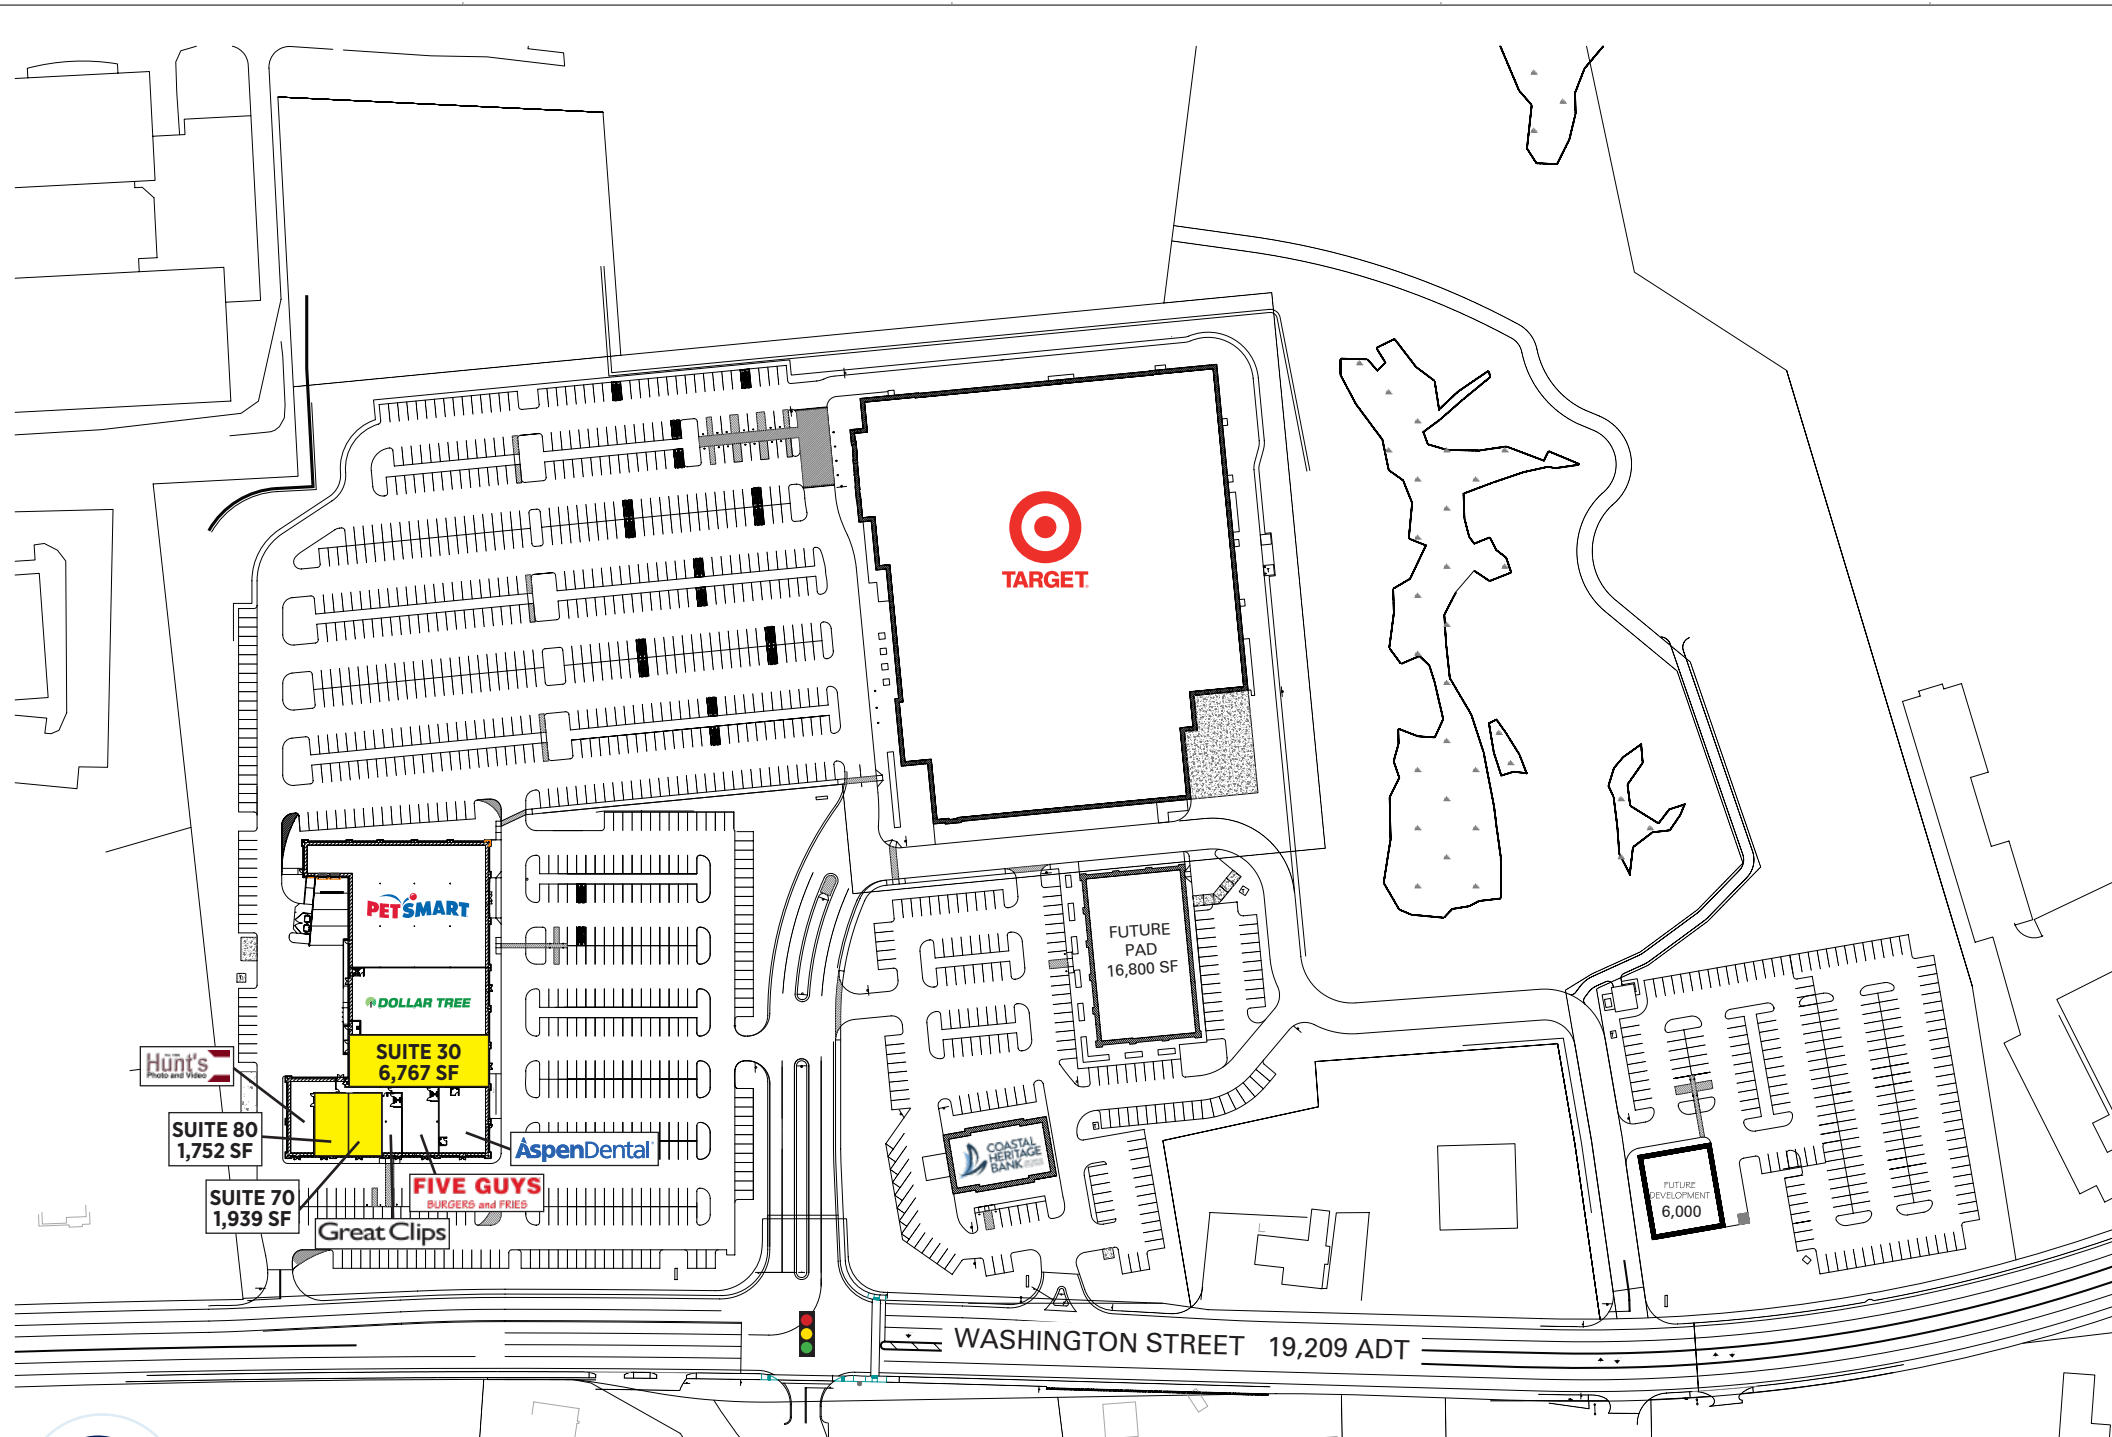 TARGET
PETSMART
FUTURE
PAD
16,800 SF
DOLLAR TREE
SUITE 30
6,767 SF
Hunt's
Photo and Video
SUITE 80
1,752 SF
AspenDental
COASTAL
HERITAGE
BANK
SUITE 70
1,939 SF
FIVE GUYS
BURGERS and FRIES
Great Clips
FUTURE
DEVELOPMENT
6,000
WASHINGTON STREET 19,209 ADT